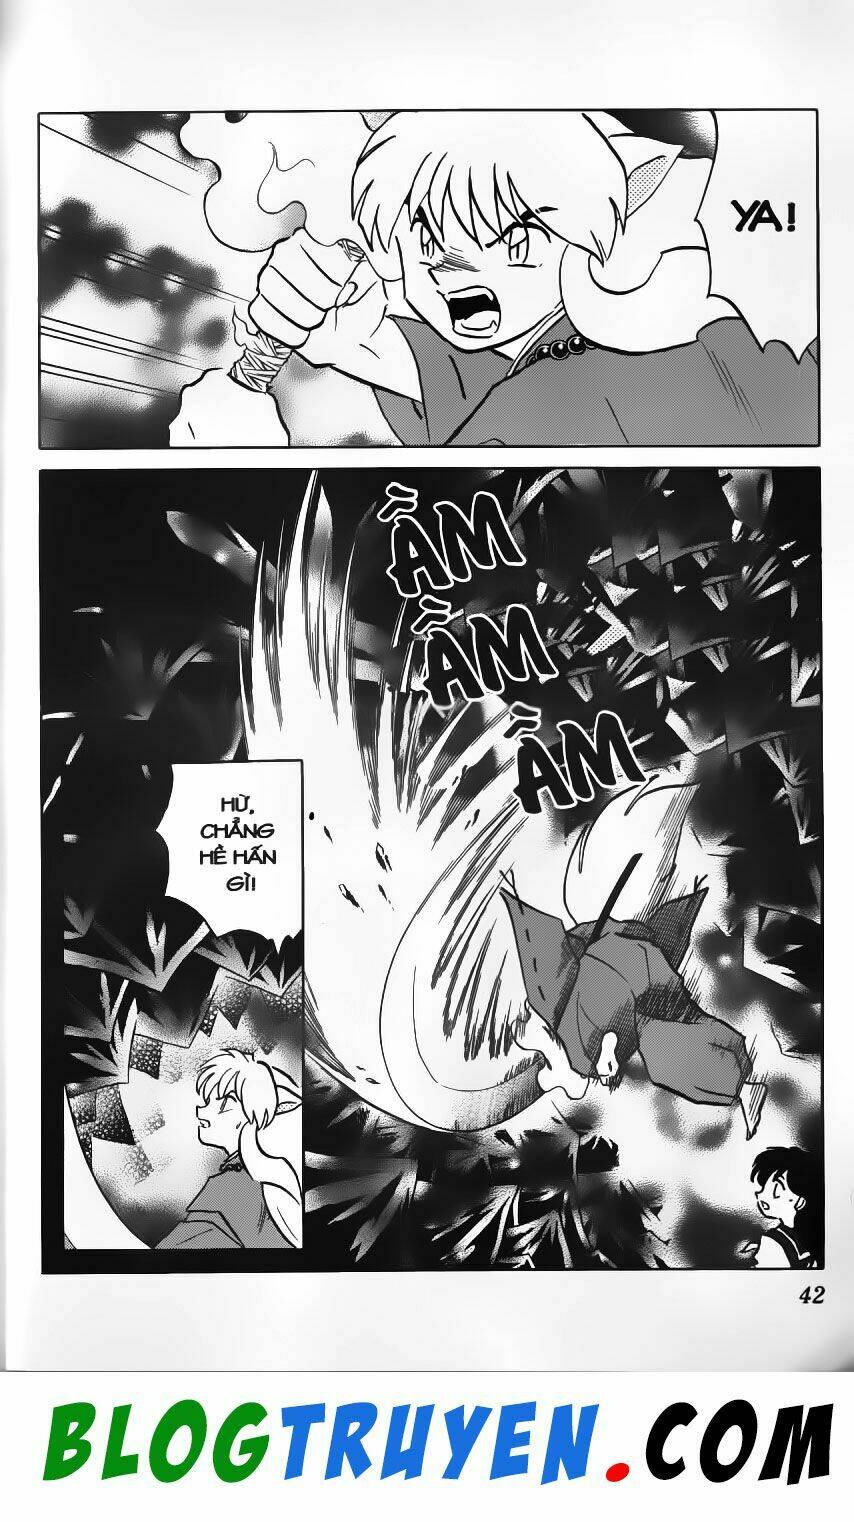 YA!
ẦM
ẦM
ẦM
HỪ,
CHẲNG
HỀ HẤN
GÌ!
42
BLOGTRUYEN.COM